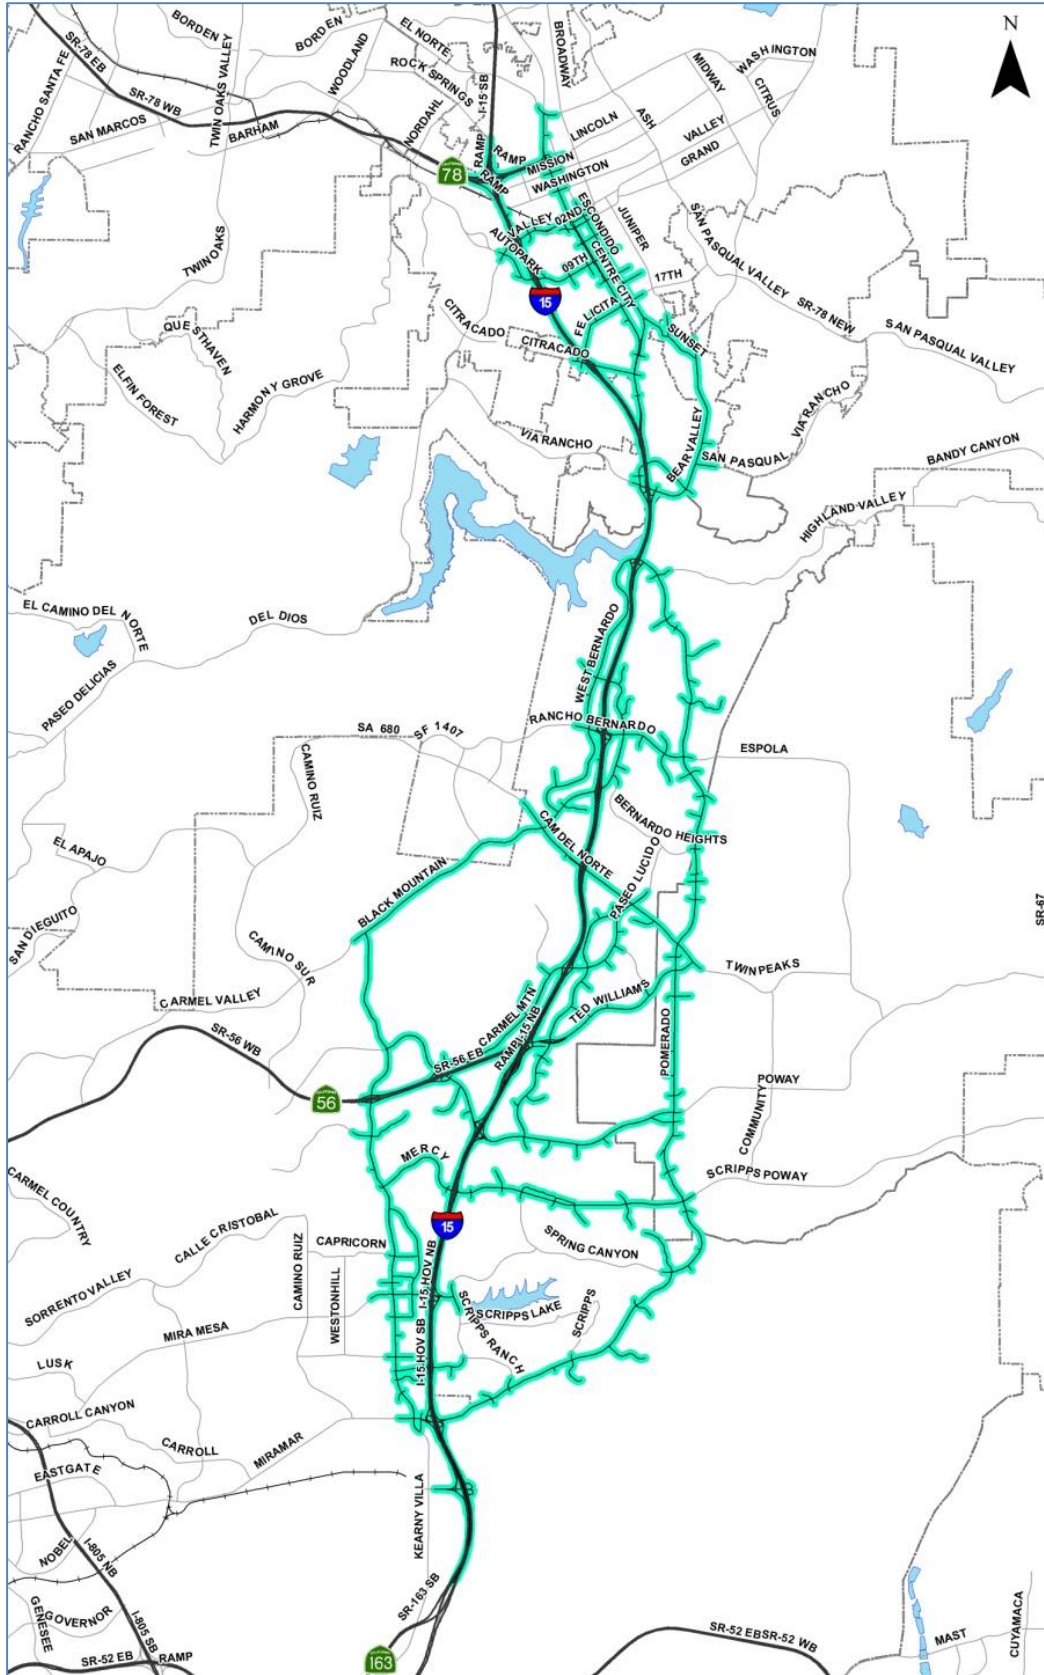 BORDEN
BORDEN
EL NORTE
BROADWAY
N
SR-78 EB
RANCHO SANTA FE
TWIN OAKS VALLEY
WOODLAND
ROCK SPRINGS
I-15 SB
MIDWAY
WASHINGTON
CITRUS
SR-78 WB
SAN MARCOS
BARHAM
NORDAHL
LINCOLN
ASH
VALLEY
GRAND
RAMP
RAMP
MISSION
WASHINGTON
78
RAMP
ESCONDIDO
JUNIPER
SAN PASQUAL VALLEY
VALLEY
02ND
AUTOPARK
CENTRE CITY
TWIN OAKS
09TH
17TH
15
FELICITA
SR-78 NEW
CITRACADO
CITRACADO
SUNSET
SAN PASQUAL VALLEY
QUESTHAVEN
ELFIN FOREST
HARMONY GROVE
VIA RANCHO
VIA RANCHO
BEAR VALLEY
SAN PASQUAL
BANDY CANYON
HIGHLAND VALLEY
EL CAMINO DEL NORTE
DEL DIOS
PASEO DELICIAS
WEST BERNARDO
RANCHO BERNARDO
SA 680
SF 1407
ESPOLA
CAMINO RUIZ
BERNARDO HEIGHTS
CAM DEL NORTE
EL APAJO
PASEO LUCIDO
BLACK MOUNTAIN
SAN DIEGUITO
SR-67
CAMINO SUR
TWIN PEAKS
CARMEL VALLEY
CARMEL MTN
TED WILLIAMS
POMERADO
SR-56 WB
SR-56 EB
RAMP
I-15 NB
56
POWAY
COMMUNITY
MERCY
SCRIPPS POWAY
CARMEL COUNTRY
CALLE CRISTOBAL
15
SPRING CANYON
CAPRICORN
CAMINO RUIZ
I-15 HOV NB
SORRENTO VALLEY
WESTONHILL
SCRIPPS LAKE
SCRIPPS
MIRA MESA
SCRIPPS RANCH
I-15 HOV SB
LUSK
CARROLL CANYON
CARROLL
MIRAMAR
EASTGATE
KEARNY VILLA
NOBEL
I-805 NB
SR-163 SB
GENESEE
GOVERNOR
I-805 SB
CUYAMACA
SR-52 EB
RAMP
163
SR-52 EB
SR-52 WB
MAST